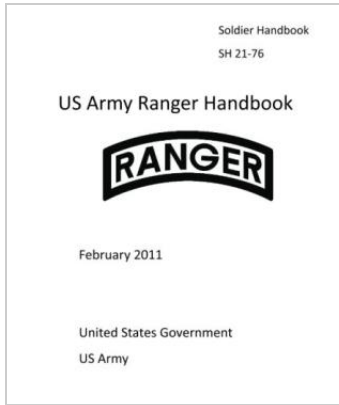 Soldier Handbook
SH 21-76
US Army Ranger Handbook
RANGER
February 2011
United States Government
US Army